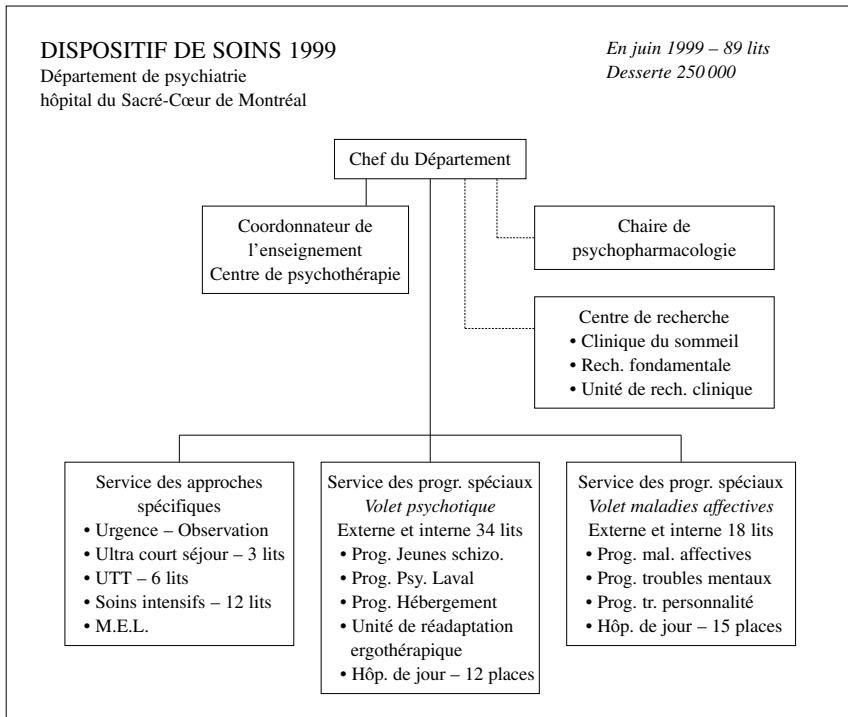 DISPOSITIF DE SOINS 1999
Département de psychiatrie
hôpital du Sacré-Cœur de Montréal
En juin 1999 – 89 lits
Desserte 250 000
Chef du Département
Coordonnateur de
l’enseignement
Centre de psychothérapie
Chaire de
psychopharmacologie
Centre de recherche
• Clinique du sommeil
• Rech. fondamentale
• Unité de rech. clinique
Service des approches
spécifiques
• Urgence – Observation
• Ultra court séjour – 3 lits
• UTT – 6 lits
• Soins intensifs – 12 lits
• M.E.L.
Service des progr. spéciaux
Volet psychotique
Externe et interne 34 lits
• Prog. Jeunes schizo.
• Prog. Psy. Laval
• Prog. Hébergement
• Unité de réadaptation
ergothérapique
• Hôp. de jour – 12 places
Service des progr. spéciaux
Volet maladies affectives
Externe et interne 18 lits
• Prog. mal. affectives
• Prog. troubles mentaux
• Prog. tr. personnalité
• Hôp. de jour – 15 places